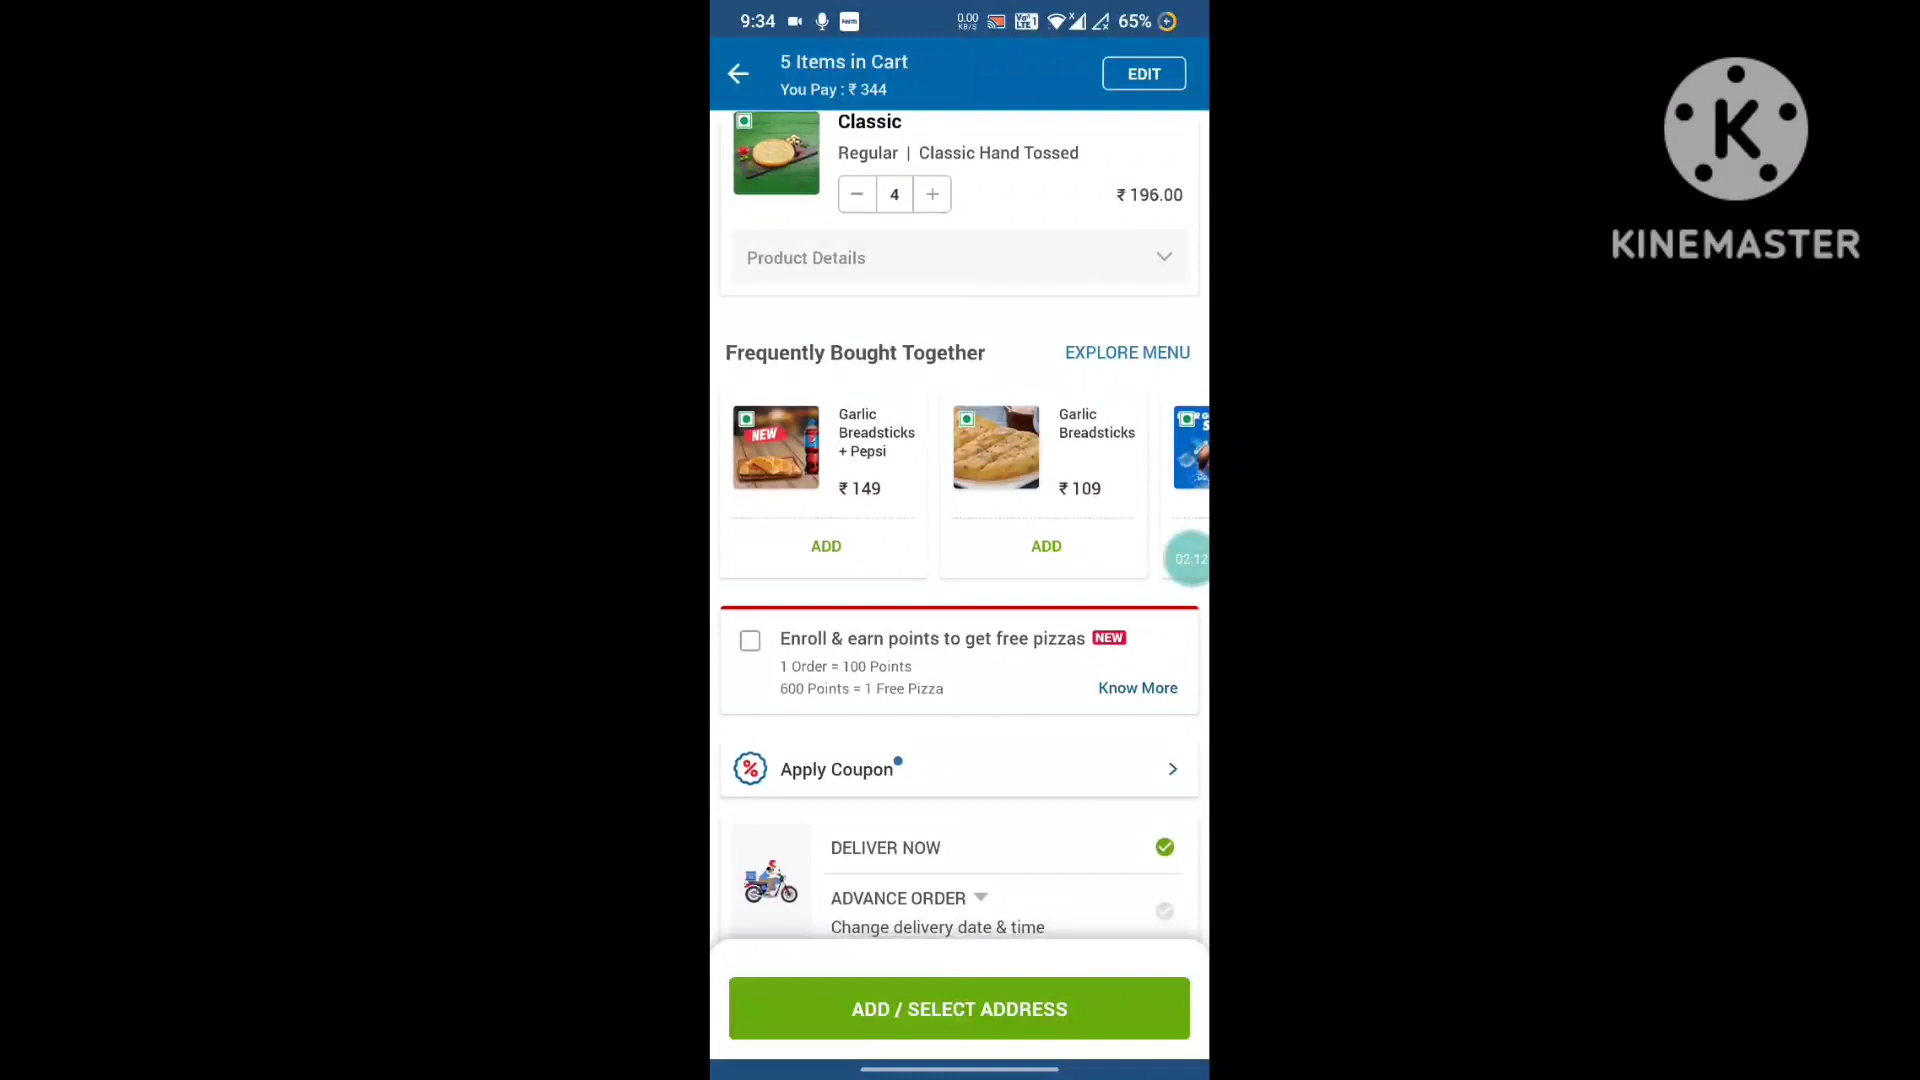 9:34
0.00
KB/S
65%
5 Items in Cart
You Pay : ₹ 344
EDIT
K
KINEMASTER
Classic
Regular | Classic Hand Tossed
4
₹ 196.00
Product Details
Frequently Bought Together
EXPLORE MENU
NEW
Garlic
Breadsticks
+ Pepsi
₹ 149
ADD
Garlic
Breadsticks
₹ 109
ADD
02:12
Enroll & earn points to get free pizzas NEW
1 Order = 100 Points
600 Points = 1 Free Pizza
Know More
Apply Coupon
DELIVER NOW
ADVANCE ORDER
Change delivery date & time
ADD / SELECT ADDRESS